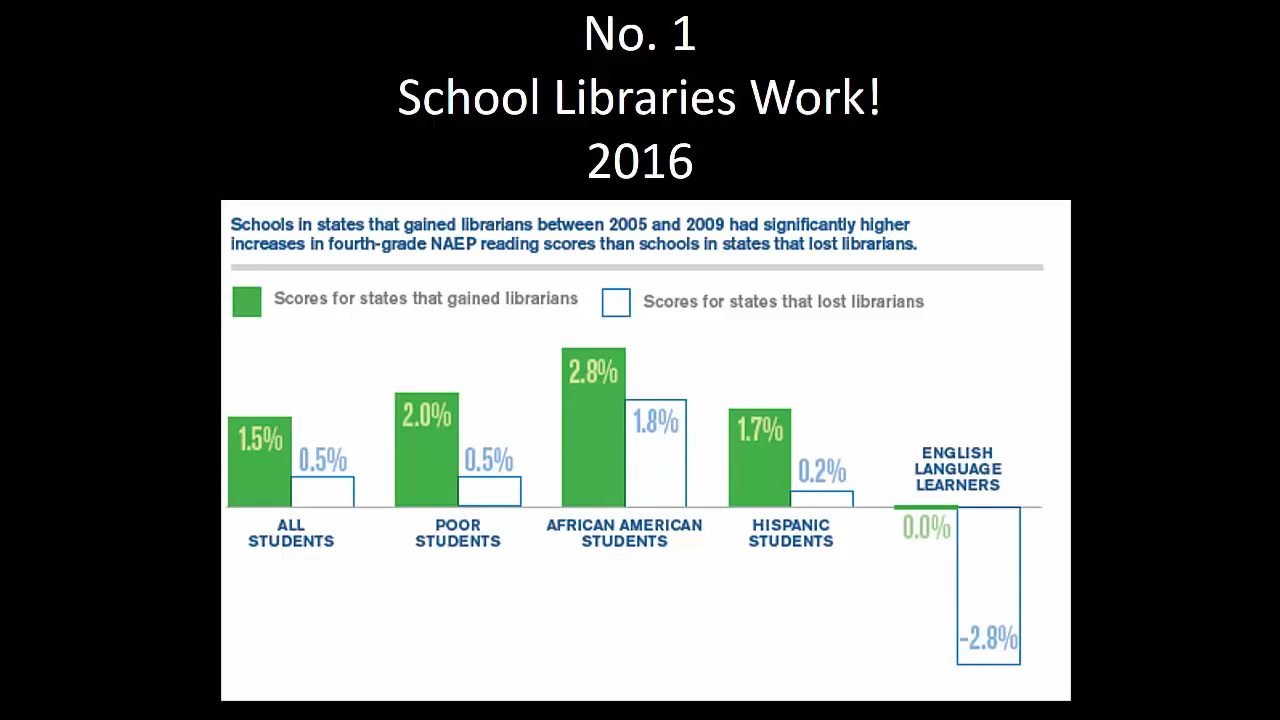 No. 1
School Libraries Work!
2016
Schools in states that gained librarians between 2005 and 2009 had significantly higher
increases in fourth-grade NAEP reading scores than schools in states that lost librarians.
Scores for states that gained librarians
Scores for states that lost librarians
1.5%
0.5%
ALL
STUDENTS
2.0%
0.5%
POOR
STUDENTS
2.8%
1.8%
AFRICAN AMERICAN
STUDENTS
1.7%
0.2%
HISPANIC
STUDENTS
ENGLISH
LANGUAGE
LEARNERS
0.0%
-2.8%